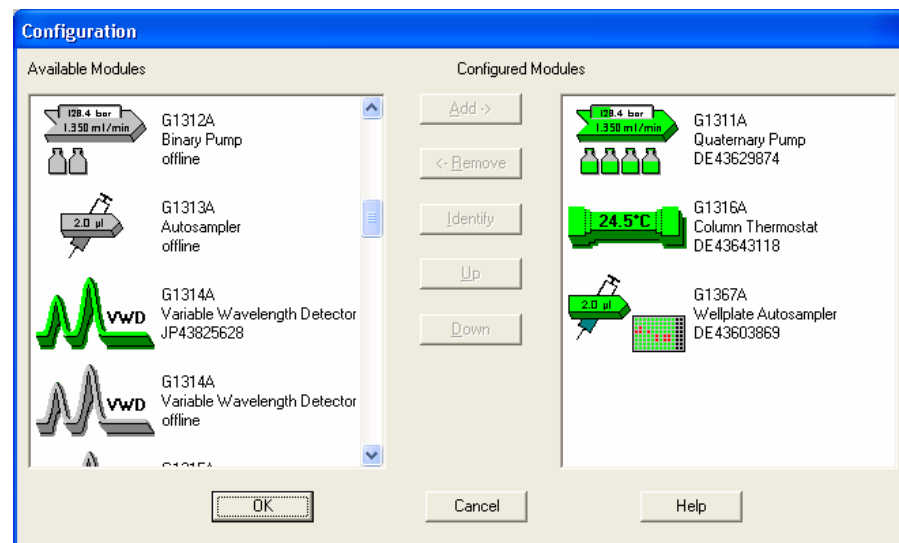 Configuration
Available Modules
Configured Modules
128.4 bar
1.350 ml/min
G1312A
Binary Pump
offline
2.0 µl
G1313A
Autosampler
offline
VWD
G1314A
Variable Wavelength Detector
JP43825628
VWD
G1314A
Variable Wavelength Detector
offline
Add ->
<- Remove
Identify
Up
Down
128.4 bar
1.350 ml/min
G1311A
Quaternary Pump
DE43629874
24.5°C
G1316A
Column Thermostat
DE43643118
2.0 µl
G1367A
Wellplate Autosampler
DE43603869
OK
Cancel
Help